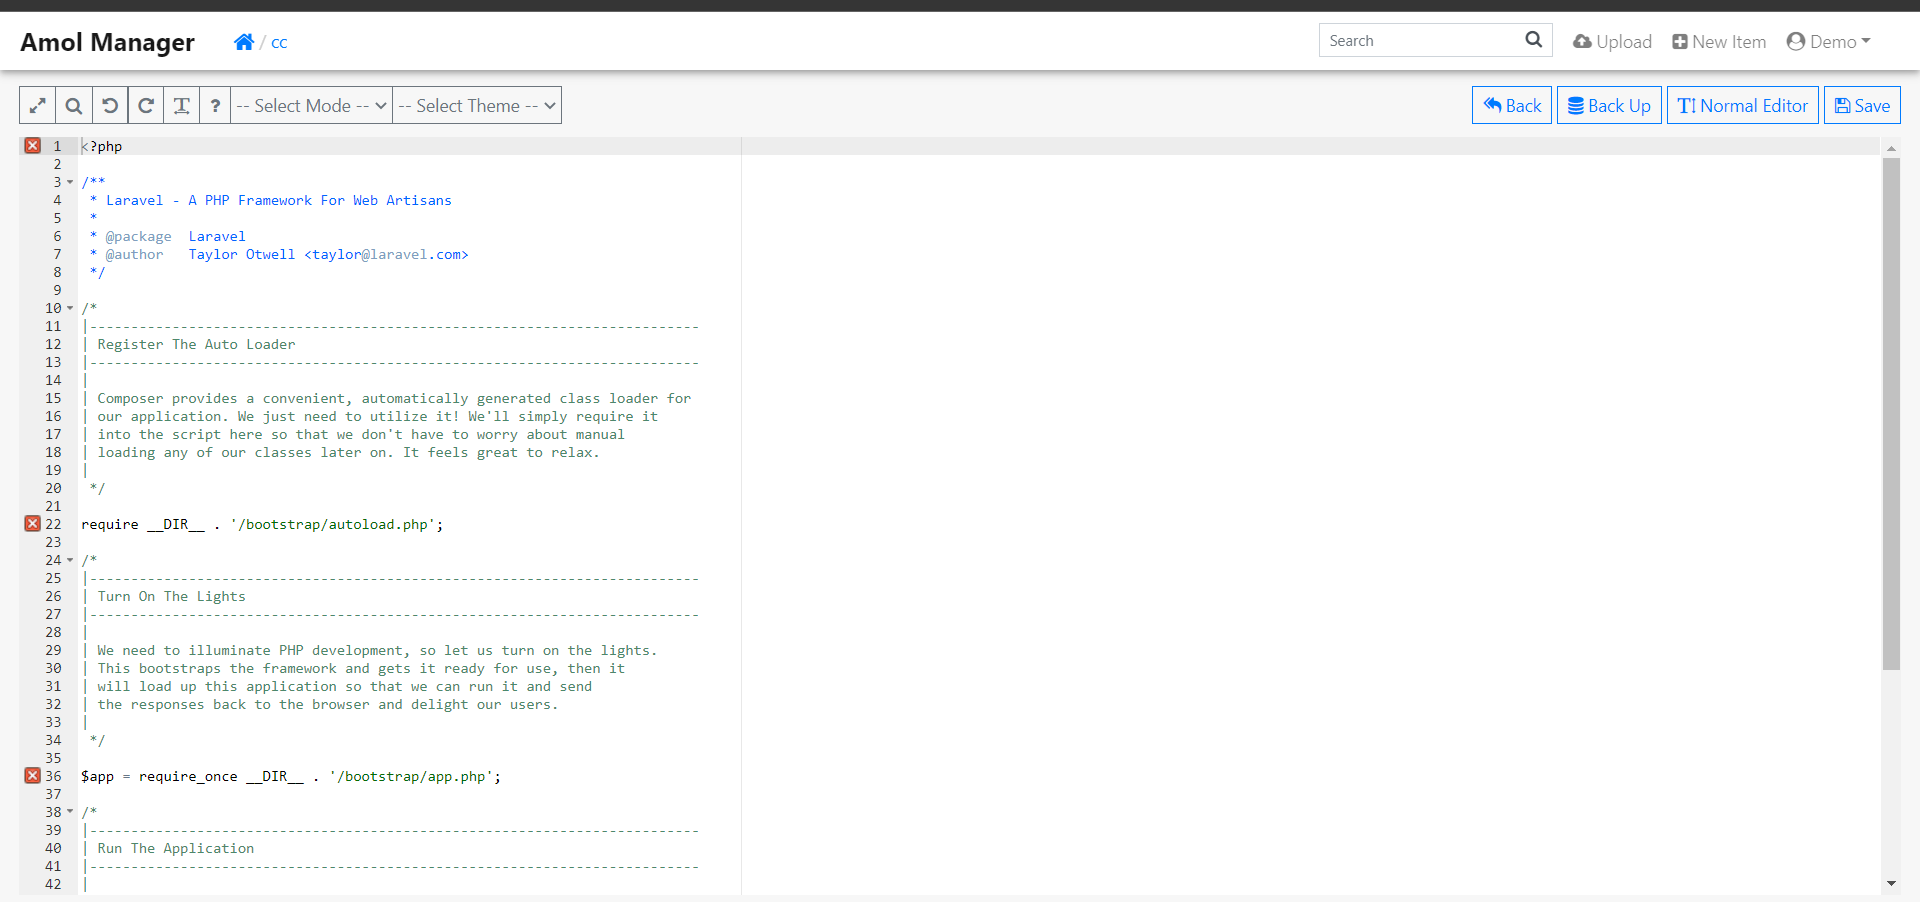 Amol Manager
/ cc
Search
Upload
New Item
Demo
T
?
-- Select Mode --
-- Select Theme --
Back
Back Up
Normal Editor
Save
1 <?php
2
3 /**
4 * Laravel - A PHP Framework For Web Artisans
5 *
6 * @package  Laravel
7 * @author   Taylor Otwell <taylor@laravel.com>
8 */
9
10 /*
11 |--------------------------------------------------------------------------
12 | Register The Auto Loader
13 |--------------------------------------------------------------------------
14 |
15 | Composer provides a convenient, automatically generated class loader for
16 | our application. We just need to utilize it! We'll simply require it
17 | into the script here so that we don't have to worry about manual
18 | loading any of our classes later on. It feels great to relax.
19 |
20 */
21
22 require __DIR__ . '/bootstrap/autoload.php';
23
24 /*
25 |--------------------------------------------------------------------------
26 | Turn On The Lights
27 |--------------------------------------------------------------------------
28 |
29 | We need to illuminate PHP development, so let us turn on the lights.
30 | This bootstraps the framework and gets it ready for use, then it
31 | will load up this application so that we can run it and send
32 | the responses back to the browser and delight our users.
33 |
34 */
35
36 $app = require_once __DIR__ . '/bootstrap/app.php';
37
38 /*
39 |--------------------------------------------------------------------------
40 | Run The Application
41 |--------------------------------------------------------------------------
42 |